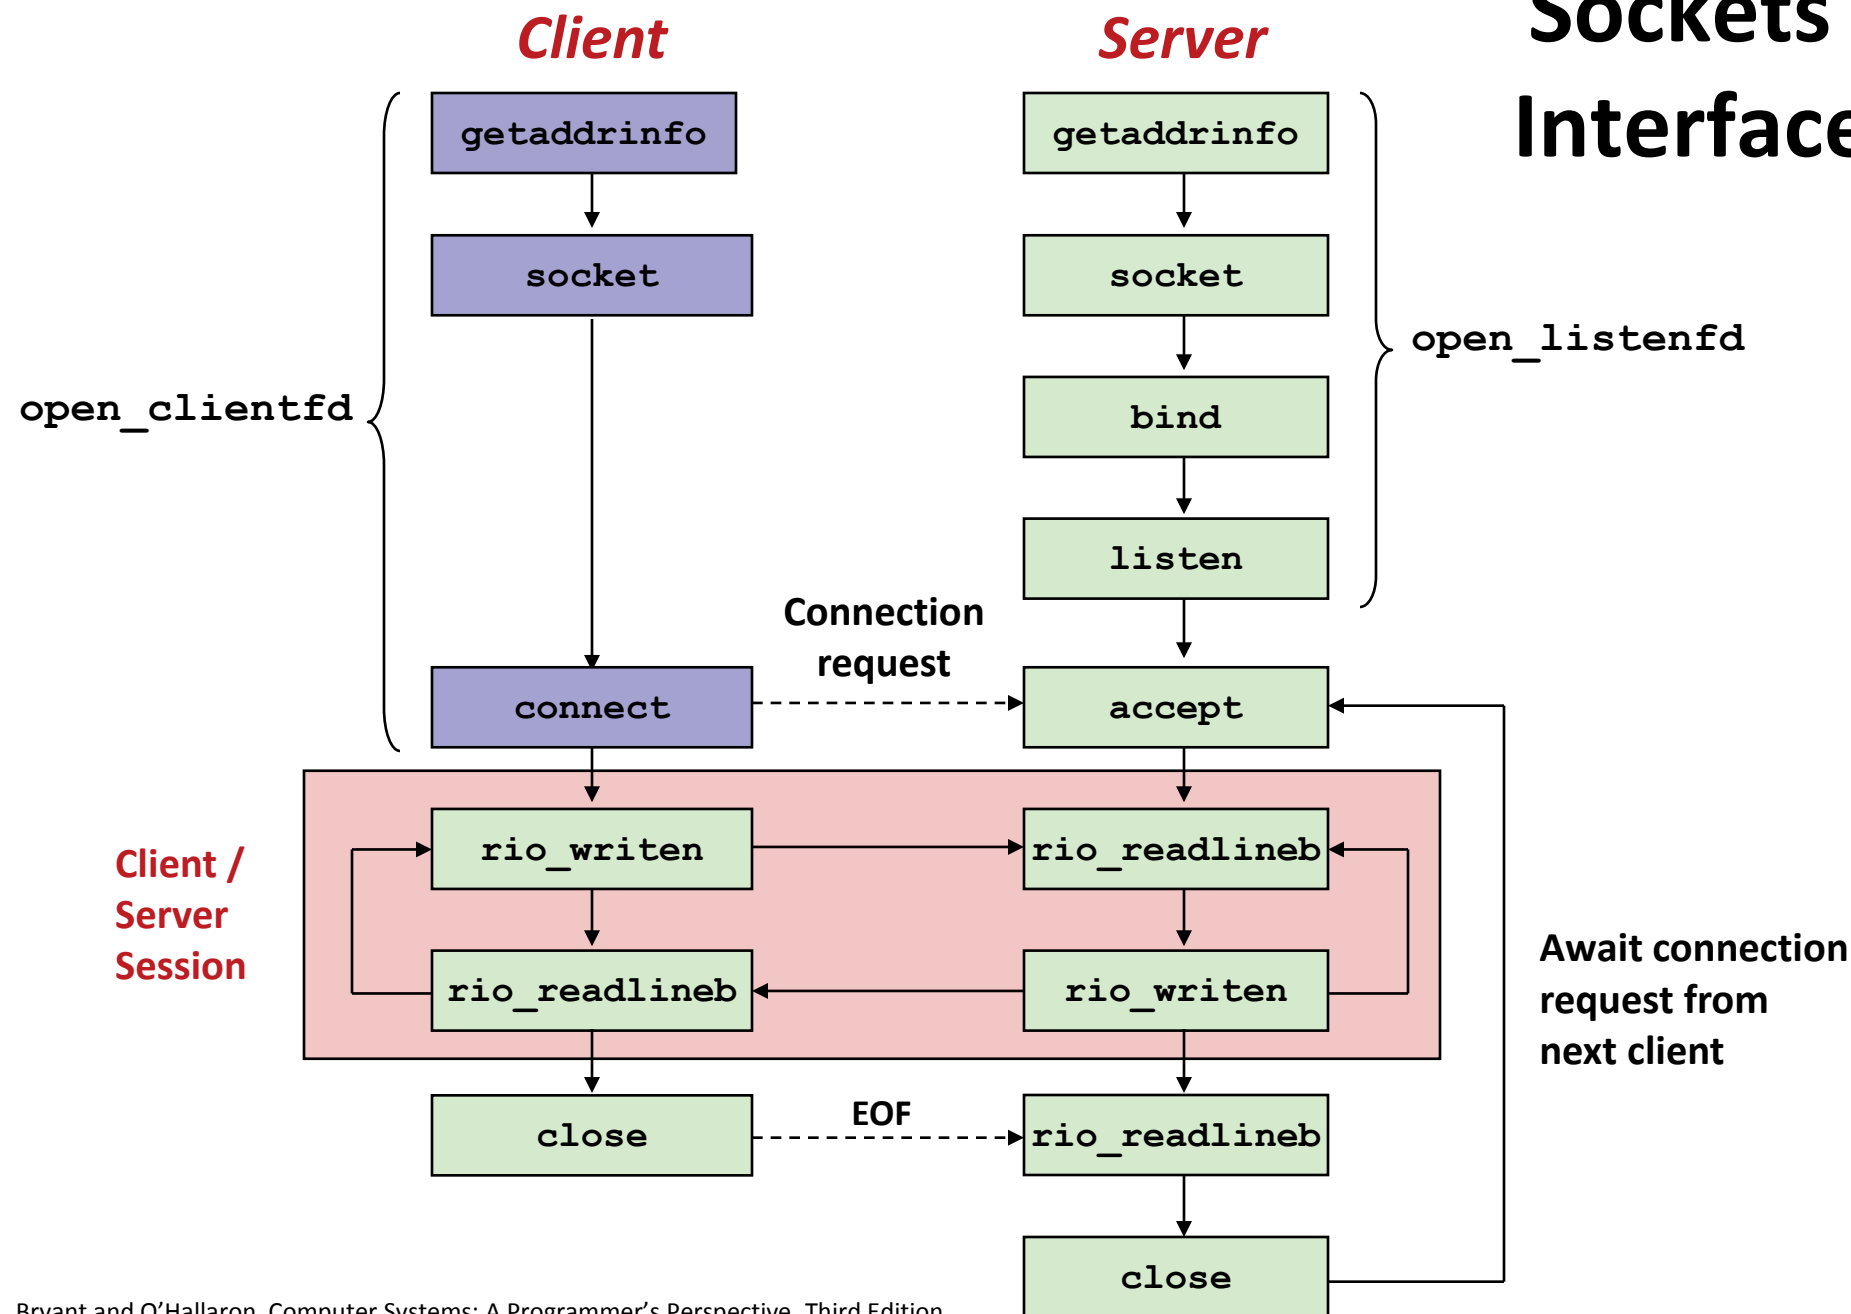 Client
Server
Sockets
Interface
getaddrinfo
getaddrinfo
socket
socket
open_listenfd
bind
open_clientfd
listen
Connection
request
connect
accept
Client /
Server
Session
rio_writen
rio_readlineb
rio_readlineb
rio_writen
Await connection
request from
next client
close
EOF
rio_readlineb
close
Bryant and O'Hallaron, Computer Systems: A Programmer's Perspective, Third Edition